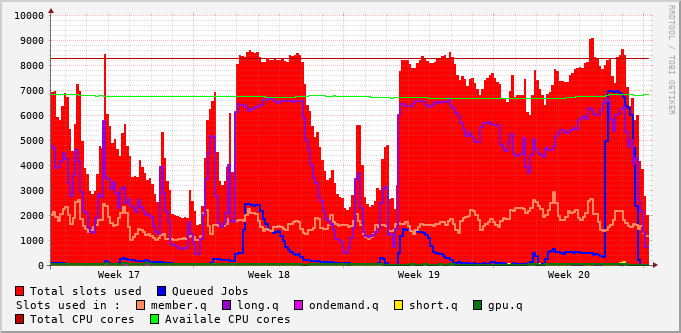 10000
9000
8000
7000
6000
5000
4000
3000
2000
1000
0
Week 17 Week 18 Week 19 Week 20
Total slots used Queued Jobs
Slots used in : member.q long.q ondemand.q short.q gpu.q
Total CPU cores Availale CPU cores
RRDTOOL / TOBI OETIKER